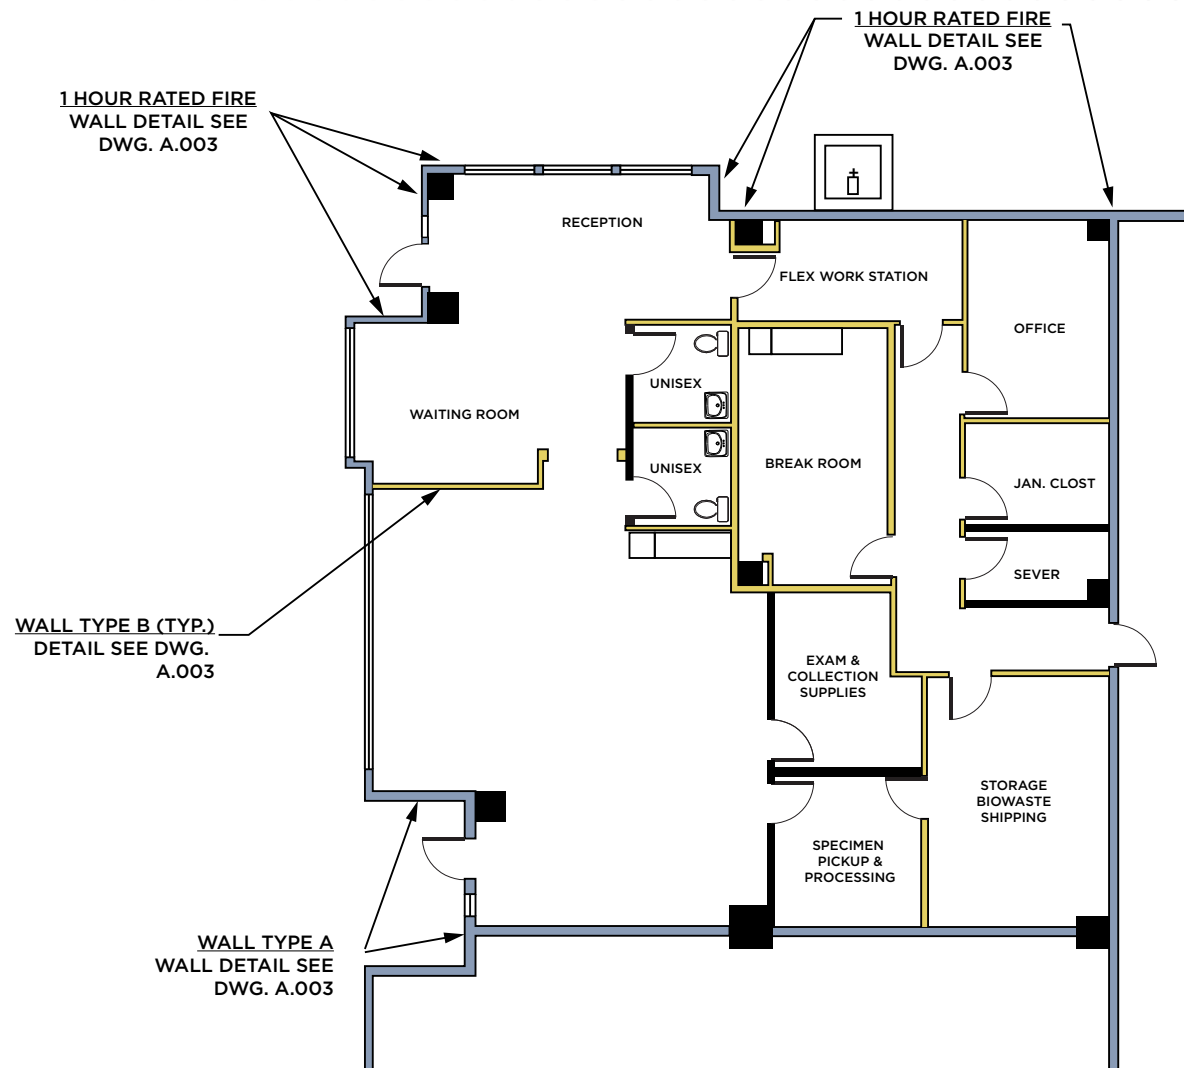 1 HOUR RATED FIRE
WALL DETAIL SEE
DWG. A.003
1 HOUR RATED FIRE
WALL DETAIL SEE
DWG. A.003
RECEPTION
FLEX WORK STATION
OFFICE
UNISEX
WAITING ROOM
BREAK ROOM
UNISEX
JAN. CLOST
SEVER
WALL TYPE B (TYP.)
DETAIL SEE DWG.
A.003
EXAM &
COLLECTION
SUPPLIES
STORAGE
BIOWASTE
SHIPPING
SPECIMEN
PICKUP &
PROCESSING
WALL TYPE A
WALL DETAIL SEE
DWG. A.003